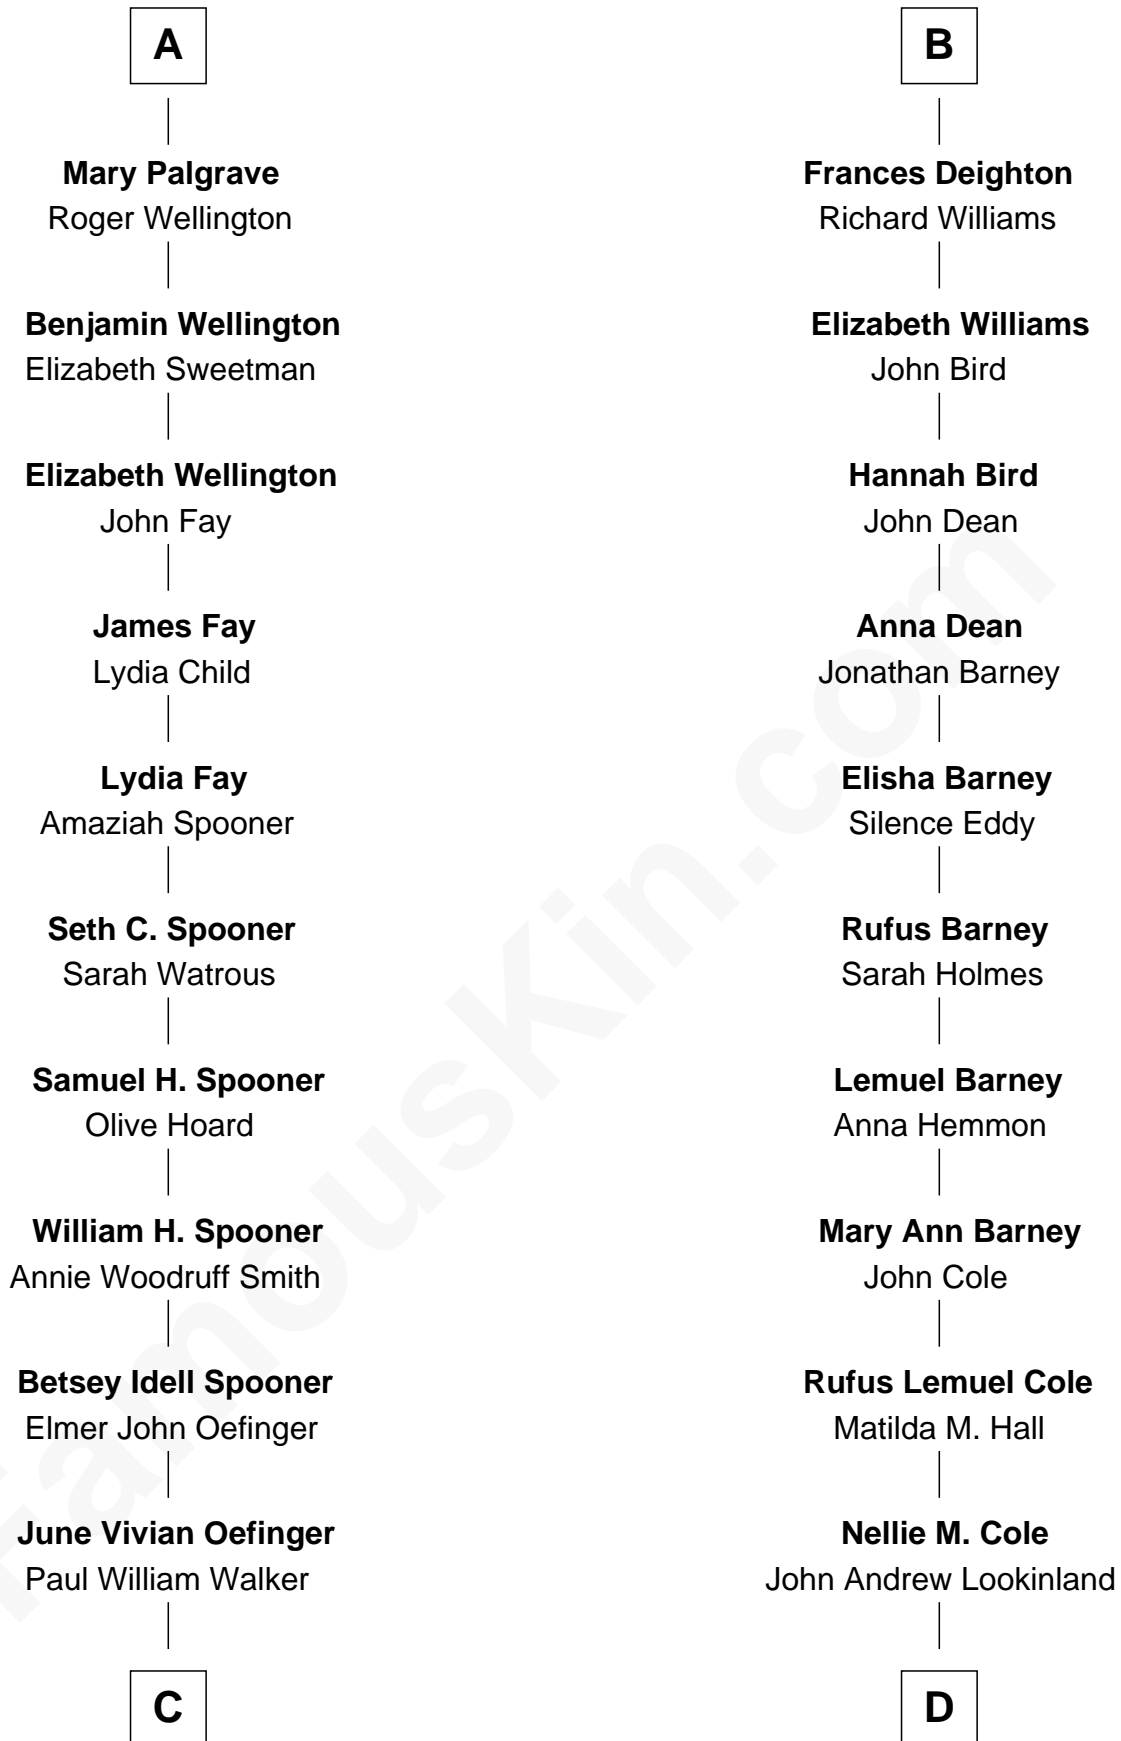 A
Mary Palgrave
Roger Wellington
Benjamin Wellington
Elizabeth Sweetman
Elizabeth Wellington
John Fay
James Fay
Lydia Child
Lydia Fay
Amaziah Spooner
Seth C. Spooner
Sarah Watrous
Samuel H. Spooner
Olive Hoard
William H. Spooner
Annie Woodruff Smith
Betsey Idell Spooner
Elmer John Oefinger
June Vivian Oefinger
Paul William Walker
C
B
Frances Deighton
Richard Williams
Elizabeth Williams
John Bird
Hannah Bird
John Dean
Anna Dean
Jonathan Barney
Elisha Barney
Silence Eddy
Rufus Barney
Sarah Holmes
Lemuel Barney
Anna Hemmon
Mary Ann Barney
John Cole
Rufus Lemuel Cole
Matilda M. Hall
Nellie M. Cole
John Andrew Lookinland
D
FamousKin.com